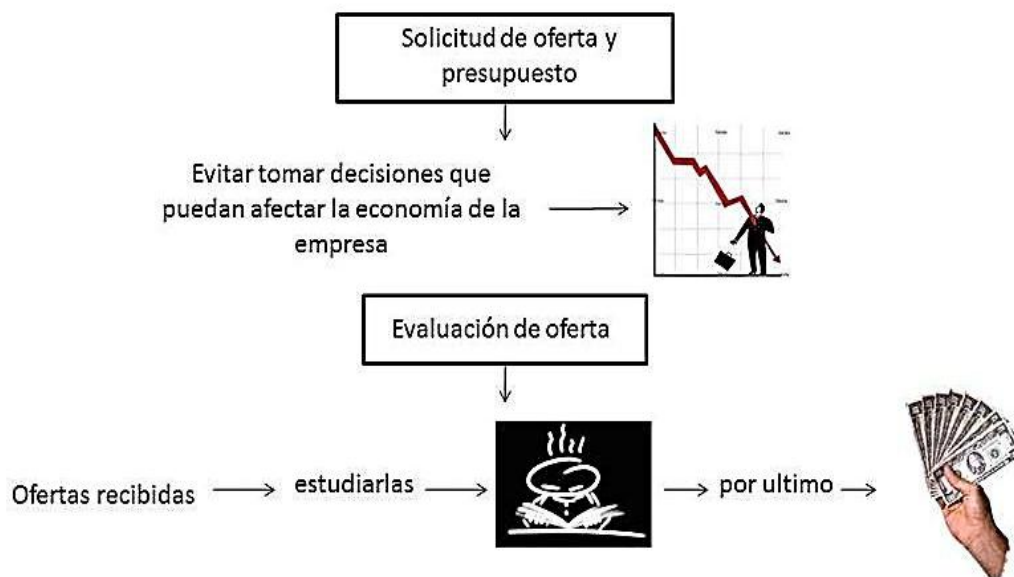 Solicitud de oferta y
presupuesto
Evitar tomar decisiones que
puedan afectar la economía de la
empresa
Evaluación de oferta
Ofertas recibidas
estudiarlas
por ultimo